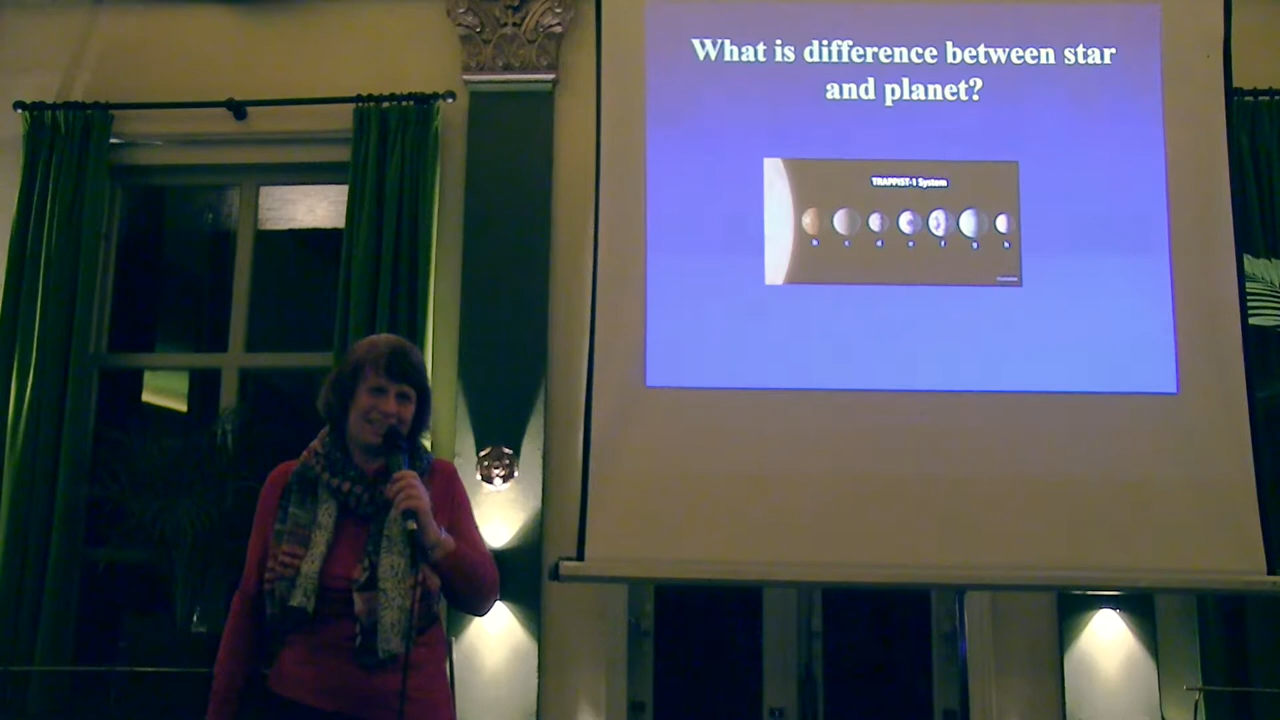 What is difference between star
and planet?
TRAPPIST-1 System
b c d e f g h